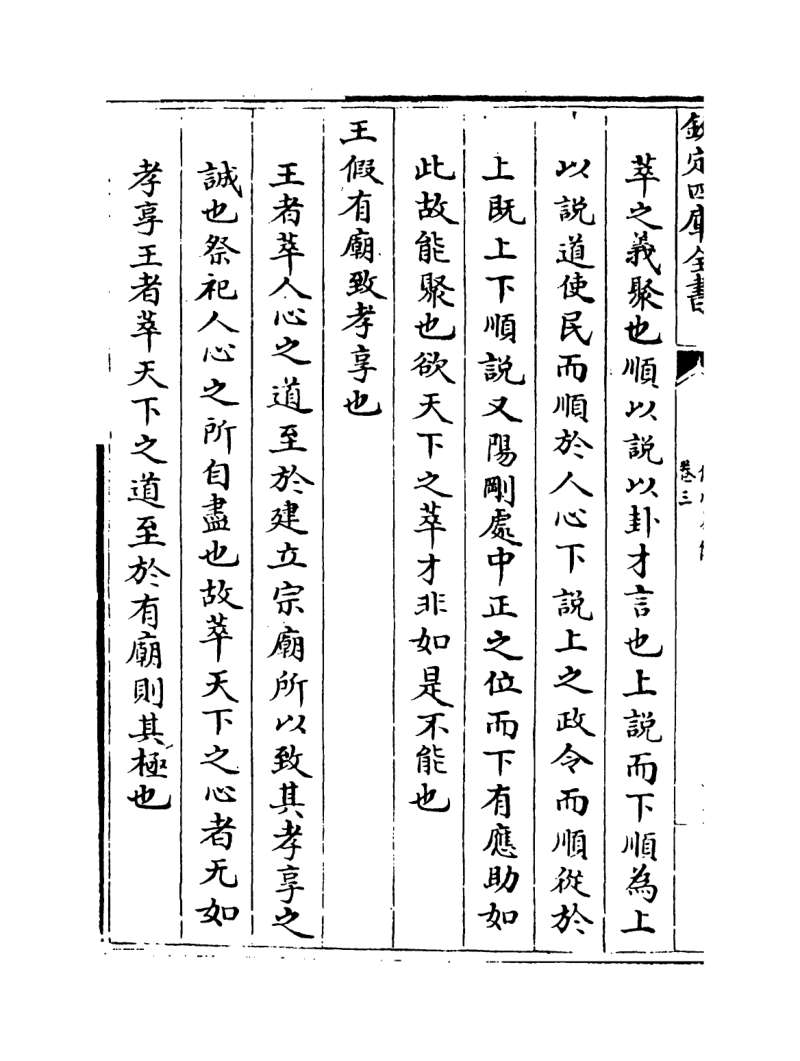 欽定四庫全書
卷三
萃之義聚也順以説以卦才言也上説而下順為上
以説道使民而順於人心下説上之政令而順從於
上既上下順説又陽剛處中正之位而下有應助如
此故能聚也欲天下之萃才非如是不能也
王假有廟致孝享也
王者萃人心之道至於建立宗廟所以致其孝享之
誠也祭祀人心之所自盡也故萃天下之心者无如
孝享王者萃天下之道至於有廟則其極也